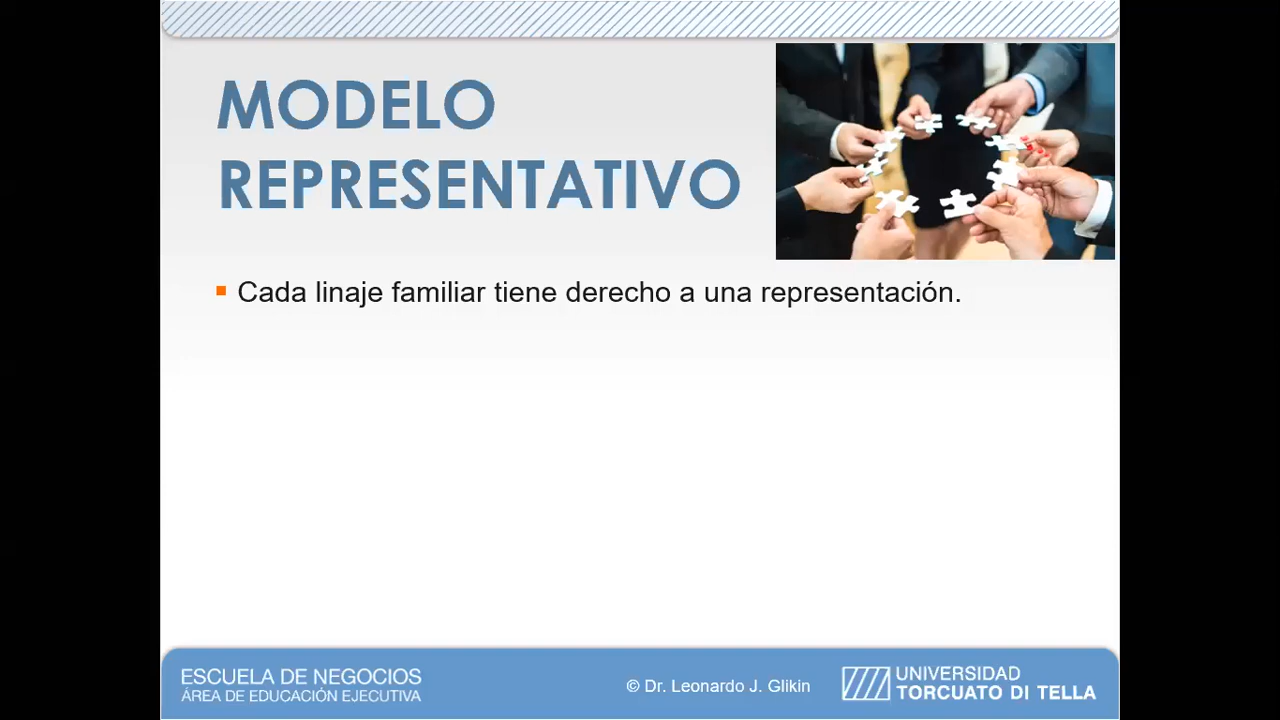 MODELO
REPRESENTATIVO
Cada linaje familiar tiene derecho a una representación.
ESCUELA DE NEGOCIOS
ÁREA DE EDUCACIÓN EJECUTIVA
© Dr. Leonardo J. Glikin
UNIVERSIDAD
TORCUATO DI TELLA